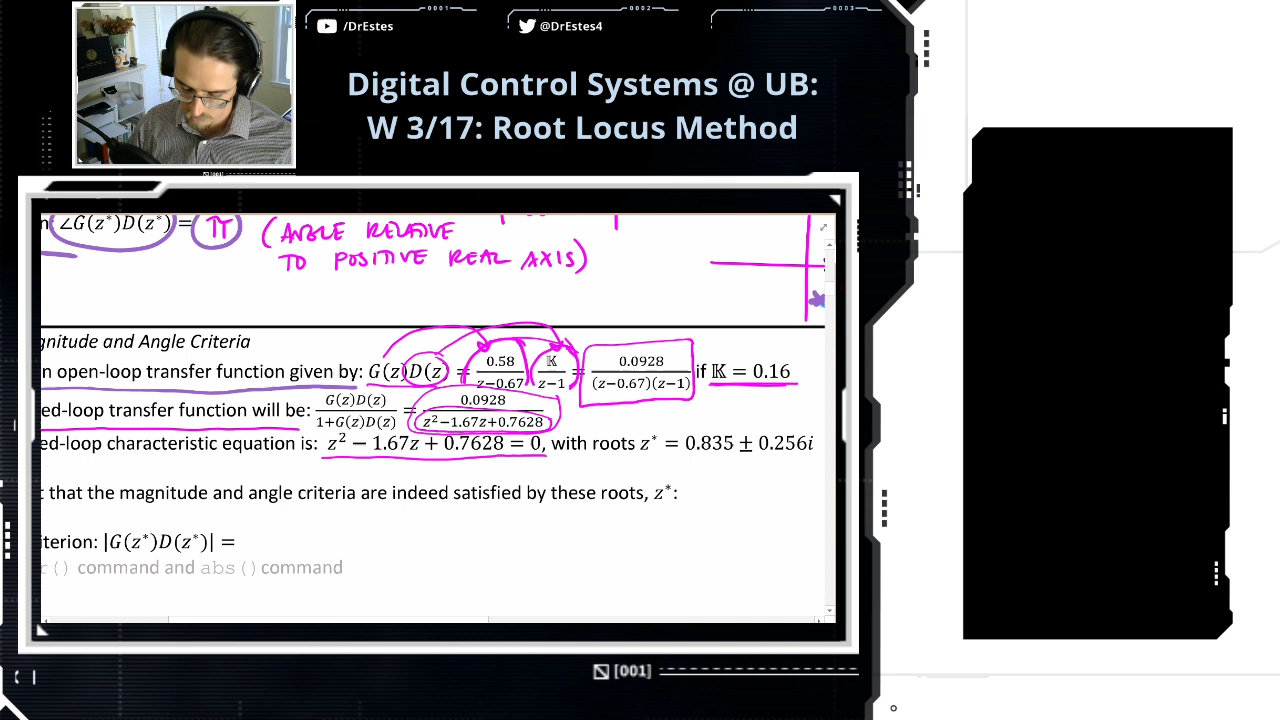 0001
0002
0003
/DrEstes
@DrEstes4
Digital Control Systems @ UB:
W 3/17: Root Locus Method
[001]
∠G(z*)D(z*) = π (ANGLE RELATIVE
TO POSITIVE REAL AXIS)
gnitude and Angle Criteria
n open-loop transfer function given by: G(z)D(z) = 0.58/(z−0.67) 𝕂/(z−1) = 0.0928/((z−0.67)(z−1)) if 𝕂 = 0.16
ed-loop transfer function will be: G(z)D(z)/(1+G(z)D(z)) = 0.0928/(z²−1.67z+0.7628)
ed-loop characteristic equation is: z² − 1.67z + 0.7628 = 0, with roots z* = 0.835 ± 0.256i
t that the magnitude and angle criteria are indeed satisfied by these roots, z*:
iterion: |G(z*)D(z*)| =
() command and abs() command
[001]